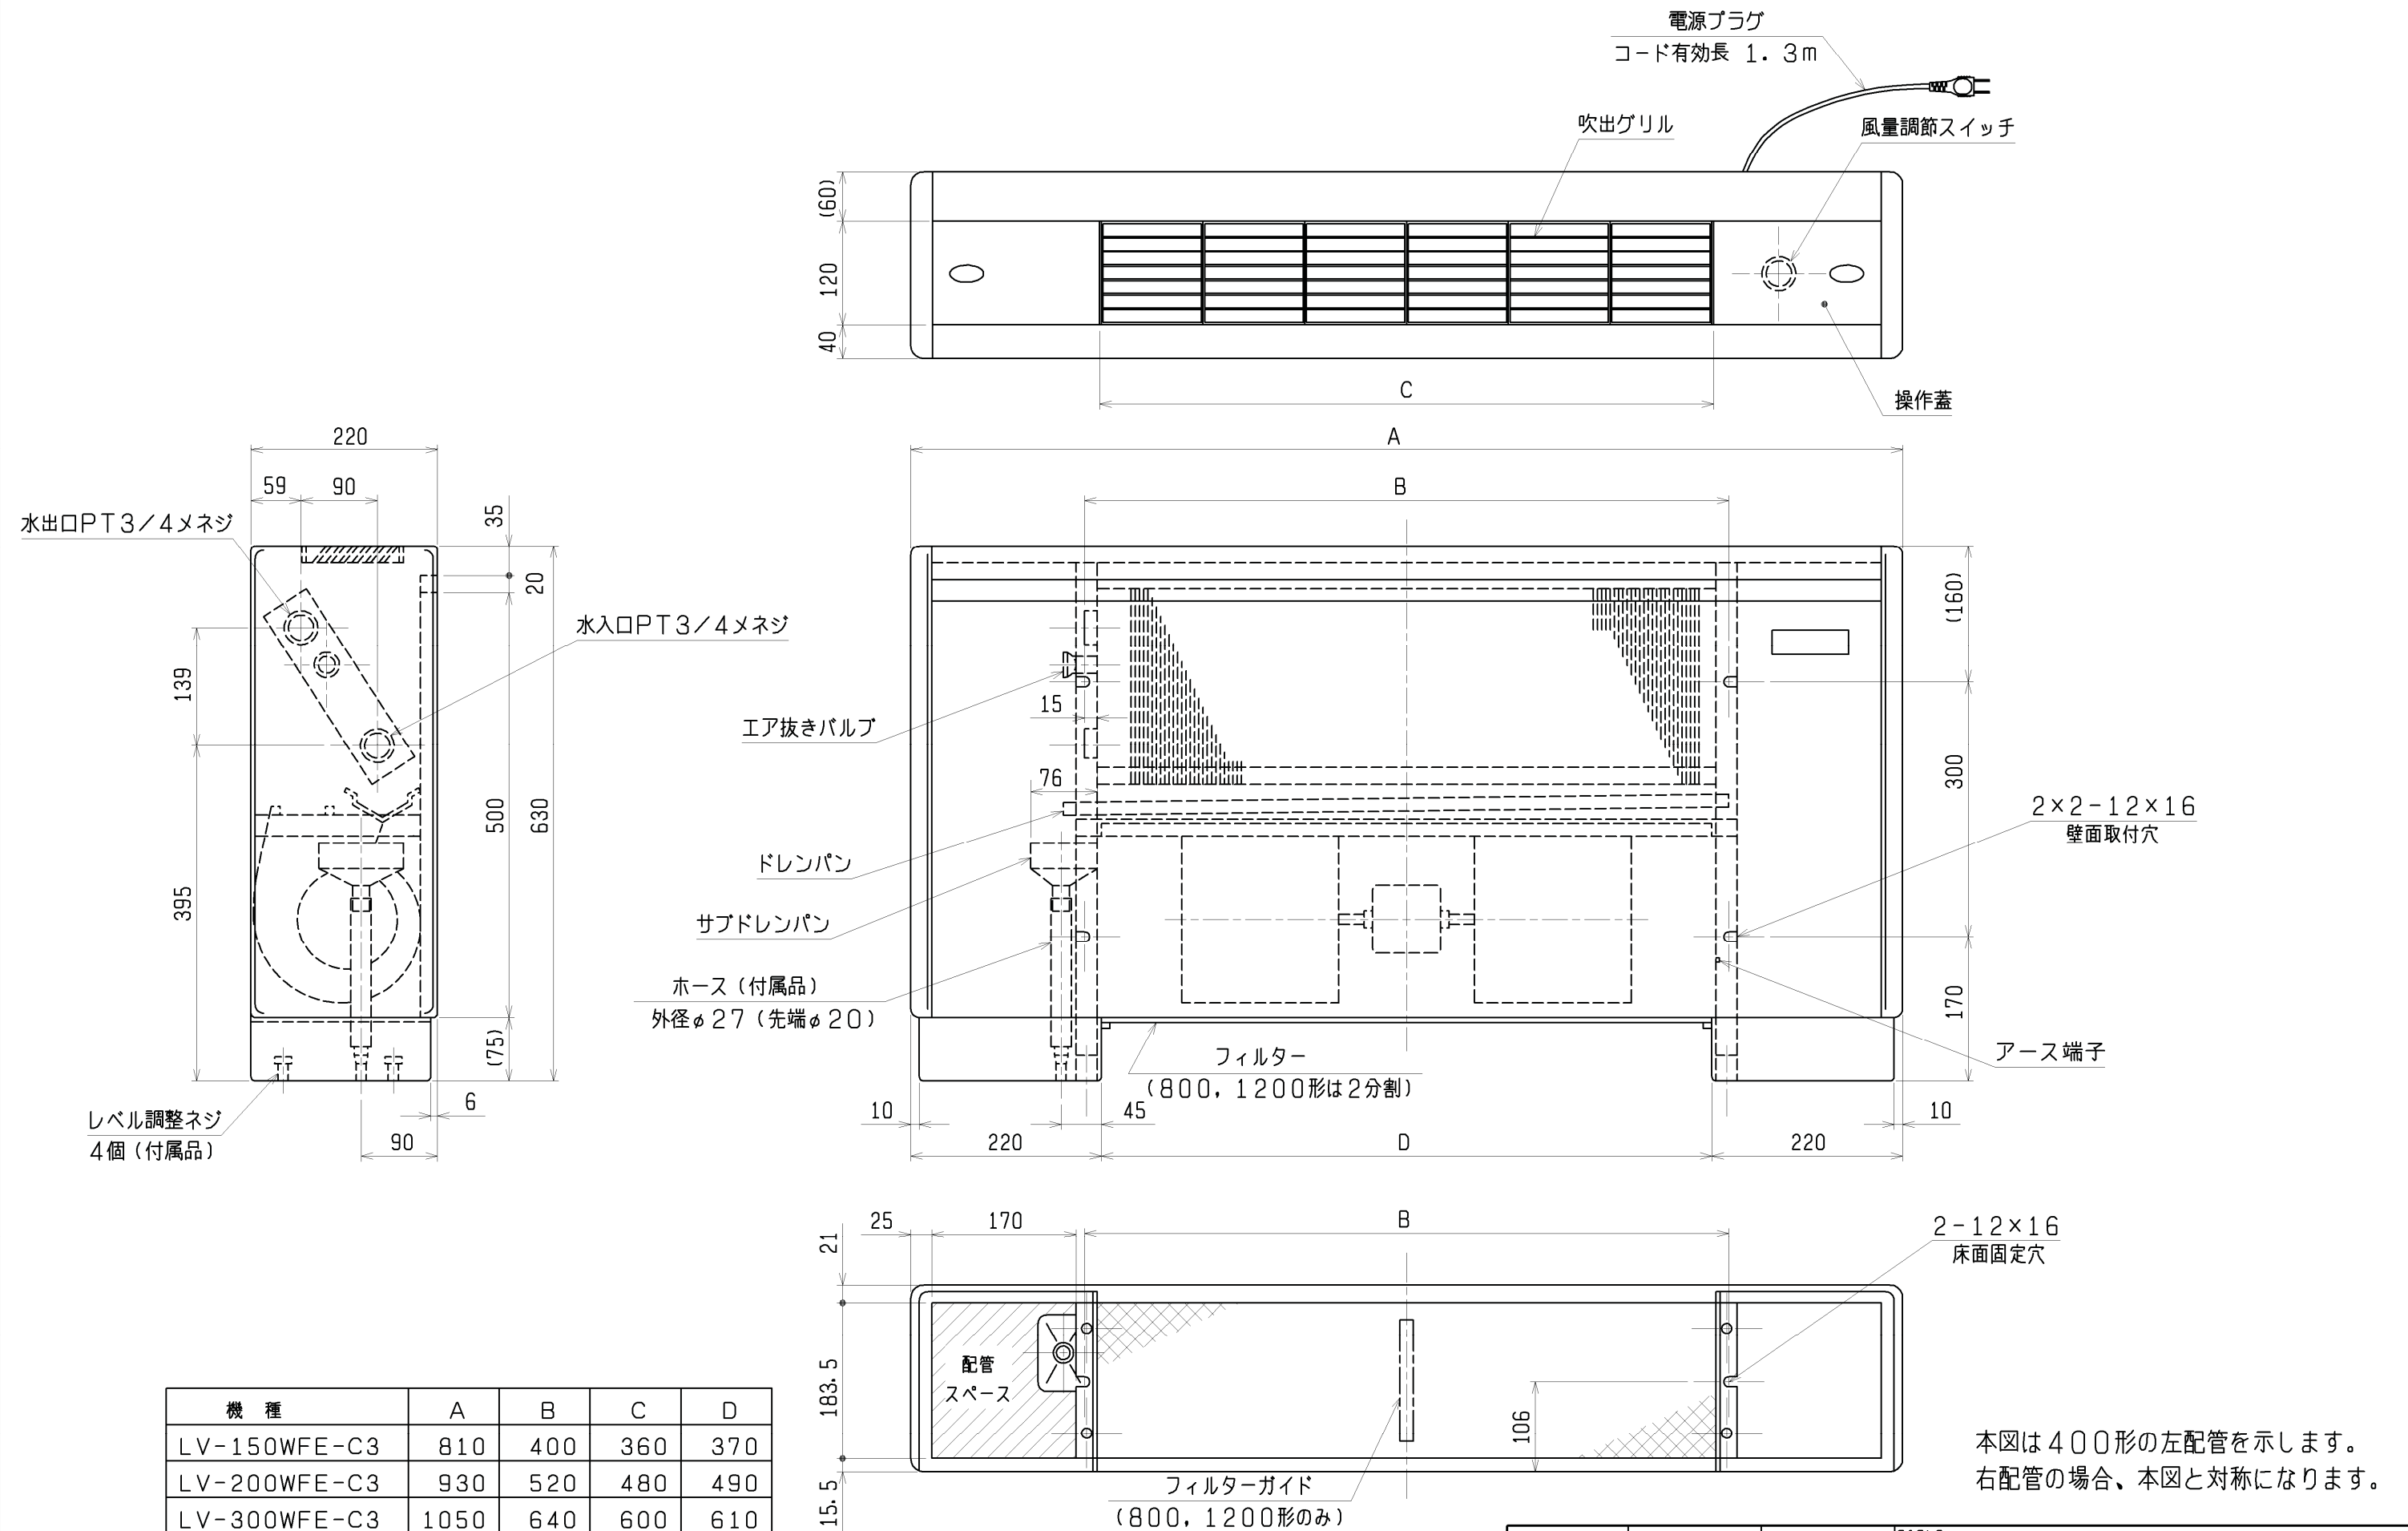 電源プラグ
コード有効長 1.3m
吹出グリル
風量調節スイッチ
(60)
120
40
C
操作蓋
220
59
90
35
水出口PT3/4メネジ
20
水入口PT3/4メネジ
139
395
500
630
(75)
6
90
レベル調整ネジ
4個(付属品)
A
B
(160)
15
エア抜きバルブ
76
300
2×2-12×16
壁面取付穴
ドレンパン
サブドレンパン
ホース(付属品)
外径φ27(先端φ20)
170
フィルター
(800,1200形は2分割)
アース端子
10
45
10
220
D
220
25
170
B
21
2-12×16
床面固定穴
配管
スペース
183.5
106
15.5
フィルターガイド
(800,1200形のみ)
機 種 A B C D
LV-150WFE-C3 810 400 360 370
LV-200WFE-C3 930 520 480 490
LV-300WFE-C3 1050 640 600 610
本図は400形の左配管を示します。
右配管の場合、本図と対称になります。